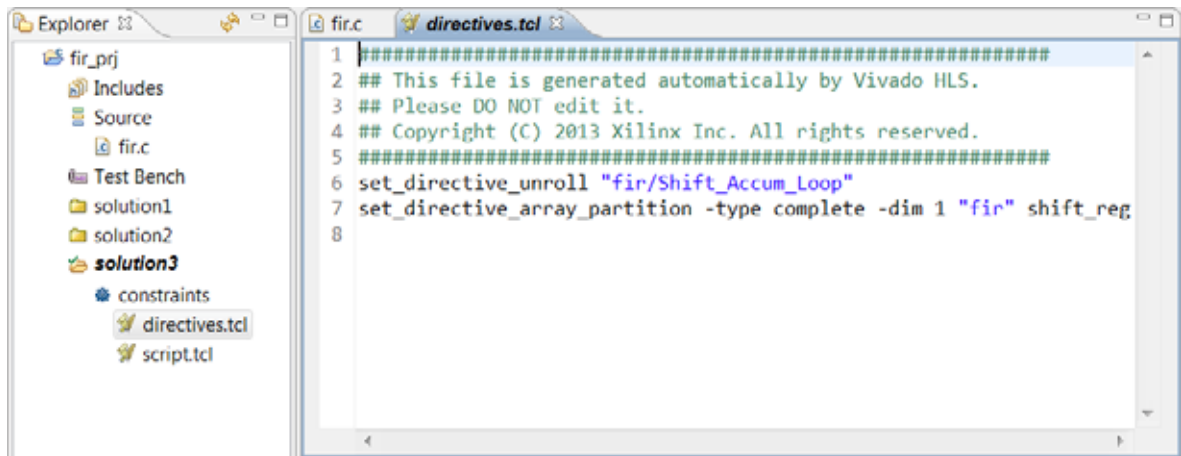 Explorer
fir_prj
Includes
Source
fir.c
Test Bench
solution1
solution2
solution3
constraints
directives.tcl
script.tcl
fir.c directives.tcl
1 ############################################################
2 ## This file is generated automatically by Vivado HLS.
3 ## Please DO NOT edit it.
4 ## Copyright (C) 2013 Xilinx Inc. All rights reserved.
5 ############################################################
6 set_directive_unroll "fir/Shift_Accum_Loop"
7 set_directive_array_partition -type complete -dim 1 "fir" shift_reg
8